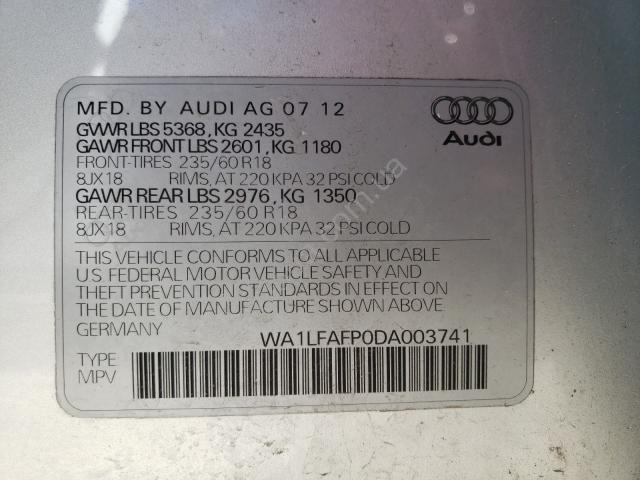 MFD. BY AUDI AG 07 12
GVWR LBS 5368, KG 2435
GAWR FRONT LBS 2601, KG 1180
FRONT-TIRES 235/60 R18
8JX18 RIMS, AT 220 KPA 32 PSI COLD
GAWR REAR LBS 2976, KG 1350
REAR-TIRES 235/60 R18
8JX18 RIMS, AT 220 KPA 32 PSI COLD
Audi
THIS VEHICLE CONFORMS TO ALL APPLICABLE
U.S FEDERAL MOTOR VEHICLE SAFETY AND
THEFT PREVENTION STANDARDS IN EFFECT ON
THE DATE OF MANUFACTURE SHOWN ABOVE
GERMANY WA1LFAFP0DA003741
TYPE
MPV